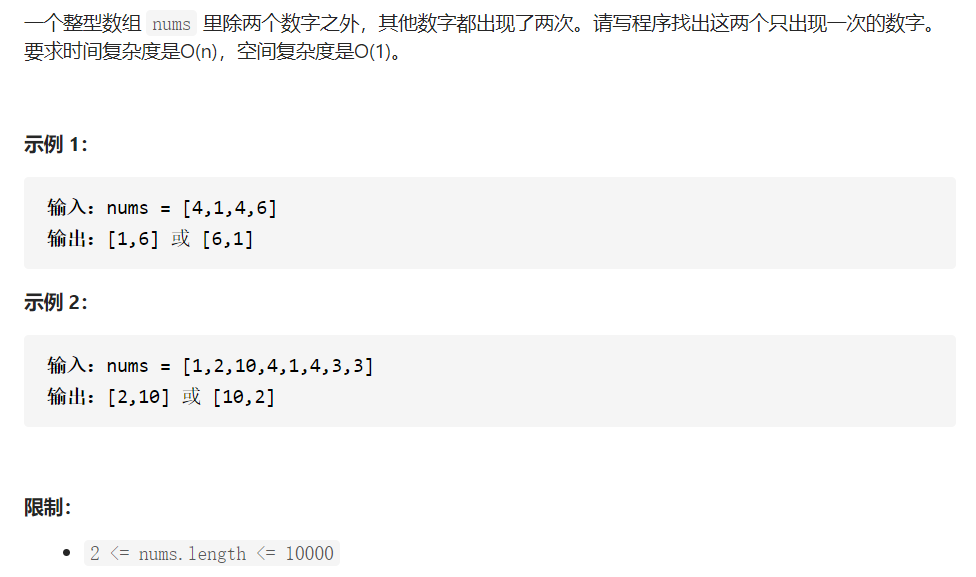 一个整型数组 nums 里除两个数字之外，其他数字都出现了两次。请写程序找出这两个只出现一次的数字。
要求时间复杂度是O(n)，空间复杂度是O(1)。
示例 1：
输入：nums = [4,1,4,6]
输出：[1,6] 或 [6,1]
示例 2：
输入：nums = [1,2,10,4,1,4,3,3]
输出：[2,10] 或 [10,2]
限制：
• 2 <= nums.length <= 10000